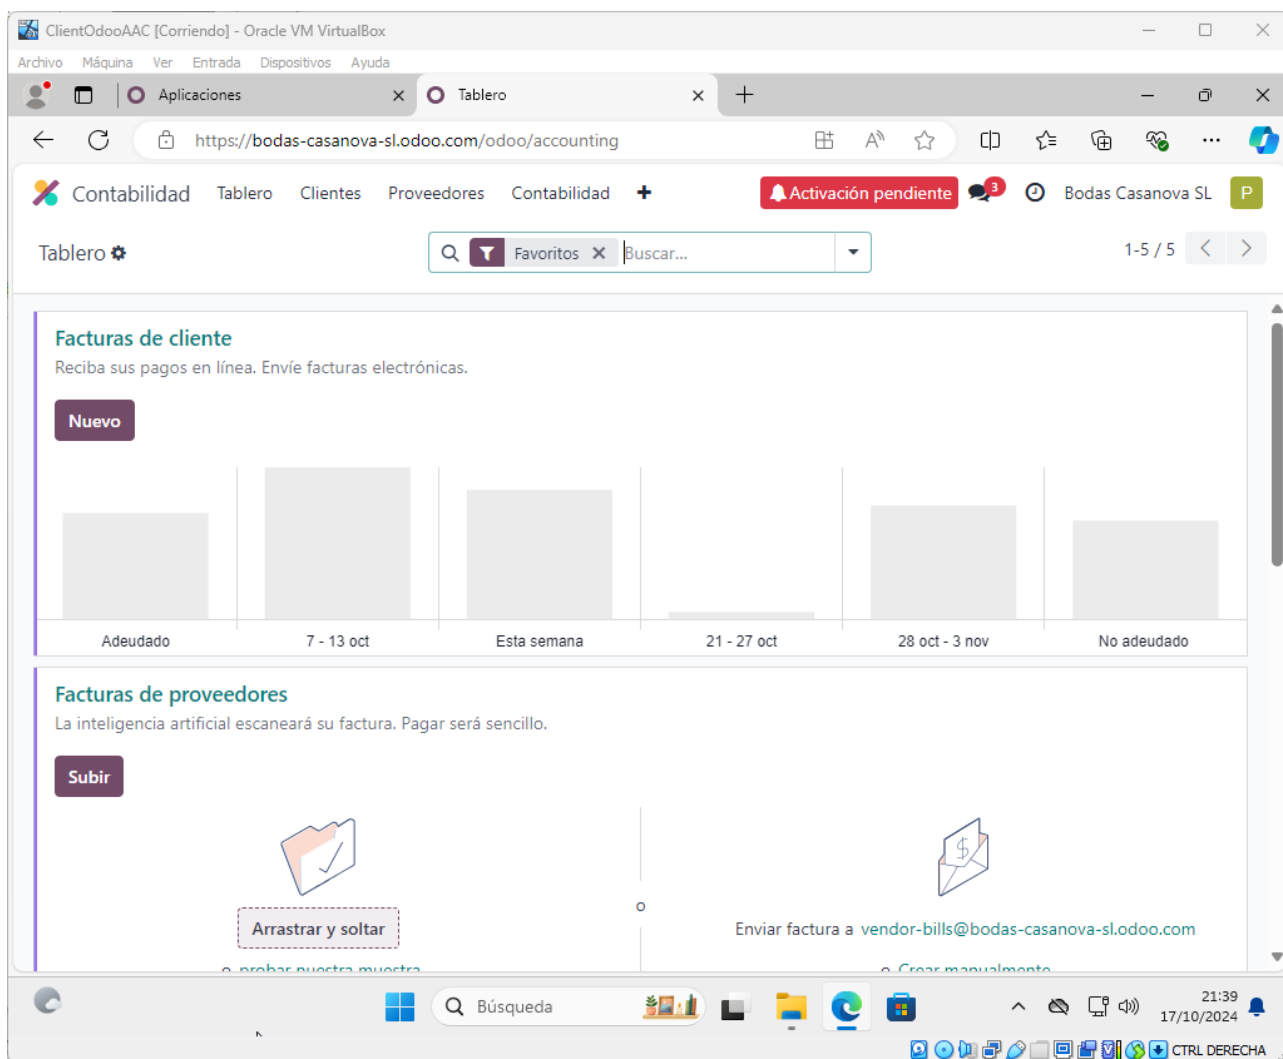 ClientOdooAAC [Corriendo] - Oracle VM VirtualBox
Archivo Máquina Ver Entrada Dispositivos Ayuda
Aplicaciones
Tablero
https://bodas-casanova-sl.odoo.com/odoo/accounting
Contabilidad Tablero Clientes Proveedores Contabilidad
Activación pendiente 3 Bodas Casanova SL P
Tablero
Favoritos Buscar...
1-5 / 5
Facturas de cliente
Reciba sus pagos en línea. Envíe facturas electrónicas.
Nuevo
Adeudado 7 - 13 oct Esta semana 21 - 27 oct 28 oct - 3 nov No adeudado
Facturas de proveedores
La inteligencia artificial escaneará su factura. Pagar será sencillo.
Subir
Arrastrar y soltar
o probar nuestra muestra
o
Enviar factura a vendor-bills@bodas-casanova-sl.odoo.com
o Crear manualmente
Búsqueda
21:39
17/10/2024
CTRL DERECHA